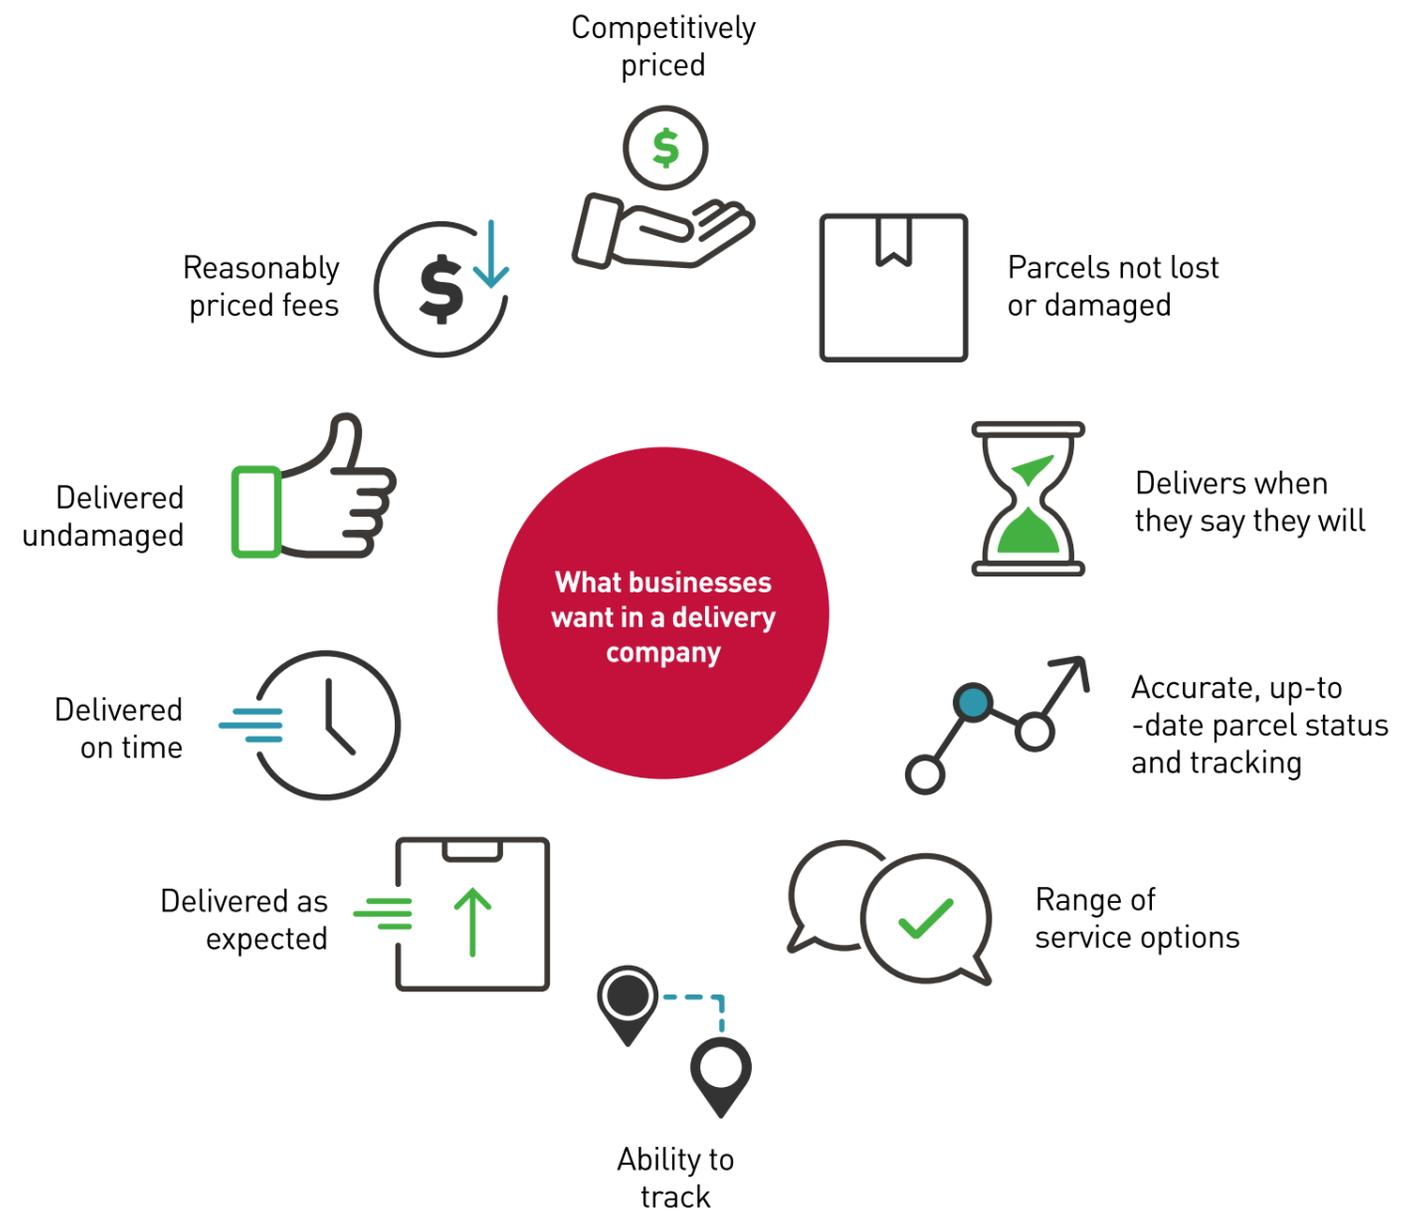 Competitively
priced
$
Parcels not lost
or damaged
Delivers when
they say they will
Accurate, up-to
-date parcel status
and tracking
Range of
service options
Ability to
track
Delivered as
expected
Delivered
on time
Delivered
undamaged
Reasonably
priced fees
$
What businesses
want in a delivery
company